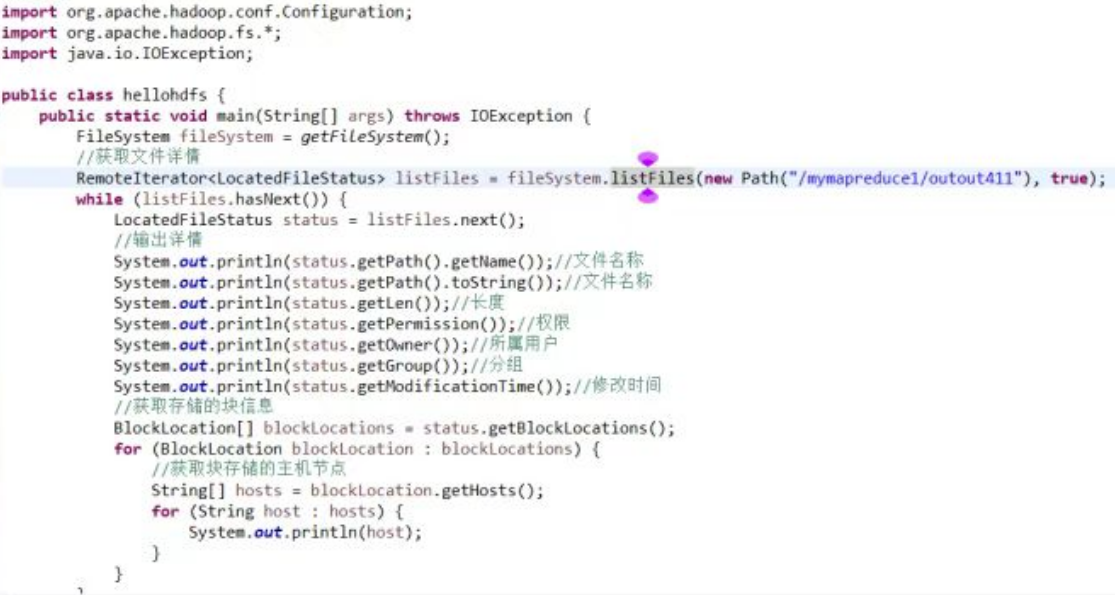 import org.apache.hadoop.conf.Configuration;
import org.apache.hadoop.fs.*;
import java.io.IOException;
public class hellohdfs {
public static void main(String[] args) throws IOException {
FileSystem fileSystem = getFileSystem();
//获取文件详情
RemoteIterator<LocatedFileStatus> listFiles = fileSystem.listFiles(new Path("/mymapreduce1/outout411"), true);
while (listFiles.hasNext()) {
LocatedFileStatus status = listFiles.next();
//输出详情
System.out.println(status.getPath().getName());//文件名称
System.out.println(status.getPath().toString());//文件名称
System.out.println(status.getLen());//长度
System.out.println(status.getPermission());//权限
System.out.println(status.getOwner());//所属用户
System.out.println(status.getGroup());//分组
System.out.println(status.getModificationTime());//修改时间
//获取存储的块信息
BlockLocation[] blockLocations = status.getBlockLocations();
for (BlockLocation blockLocation : blockLocations) {
//获取块存储的主机节点
String[] hosts = blockLocation.getHosts();
for (String host : hosts) {
System.out.println(host);
}
}